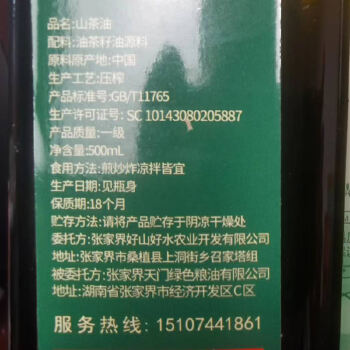 品名:山茶油
配料:油茶籽油源料
原料原产地:中国
生产工艺:压榨
产品标准号:GB/T11765
生产许可证号: SC 10143080205887
产品质量:一级
净含量:500mL
食用方法:煎炒炸凉拌皆宜
生产日期:见瓶身
保质期:18个月
贮存方法:请将产品贮存于阴凉干燥处
委托方:张家界好山好水农业开发有限公司
地址:张家界市桑植县上洞街乡召家塔组
被委托方:张家界天门绿色粮油有限公司
地址:湖南省张家界市经济开发区C区
服务热线:15107441861